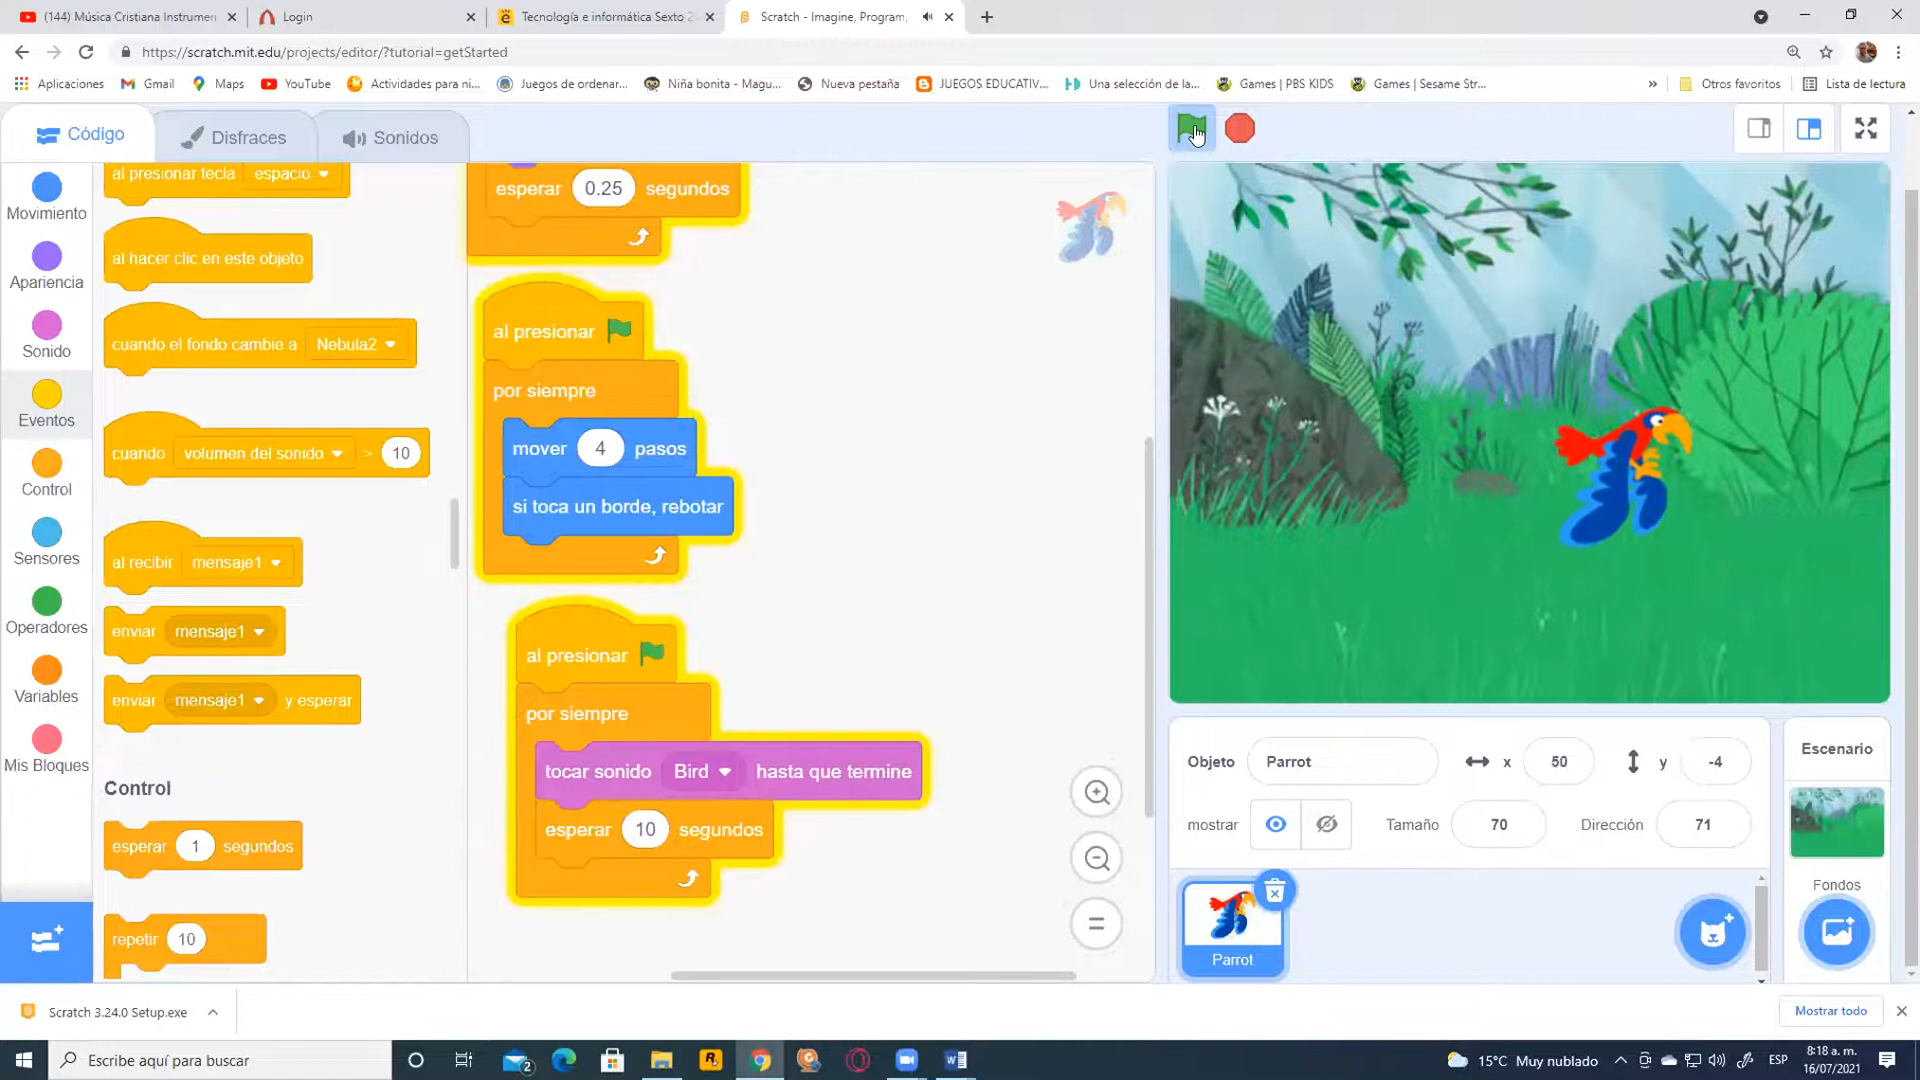 (144) Música Cristiana Instrumen
Login
Tecnología e informática Sexto 2
Scratch - Imagine, Program,
https://scratch.mit.edu/projects/editor/?tutorial=getStarted
Aplicaciones
Gmail
Maps
YouTube
Actividades para ni...
Juegos de ordenar...
Niña bonita - Magu...
Nueva pestaña
JUEGOS EDUCATIV...
Una selección de la...
Games | PBS KIDS
Games | Sesame Str...
»
Otros favoritos
Lista de lectura
Código
Disfraces
Sonidos
Movimiento
Apariencia
Sonido
Eventos
Control
Sensores
Operadores
Variables
Mis Bloques
al presionar tecla espacio
al hacer clic en este objeto
cuando el fondo cambie a Nebula2
cuando volumen del sonido > 10
al recibir mensaje1
enviar mensaje1
enviar mensaje1 y esperar
Control
esperar 1 segundos
repetir 10
esperar 0.25 segundos
al presionar
por siempre
mover 4 pasos
si toca un borde, rebotar
al presionar
por siempre
tocar sonido Bird hasta que termine
esperar 10 segundos
Objeto Parrot x 50 y -4
mostrar Tamaño 70 Dirección 71
Parrot
Escenario
Fondos
Scratch 3.24.0 Setup.exe
Mostrar todo
Escribe aquí para buscar
2
15°C Muy nublado
ESP
8:18 a. m.
16/07/2021